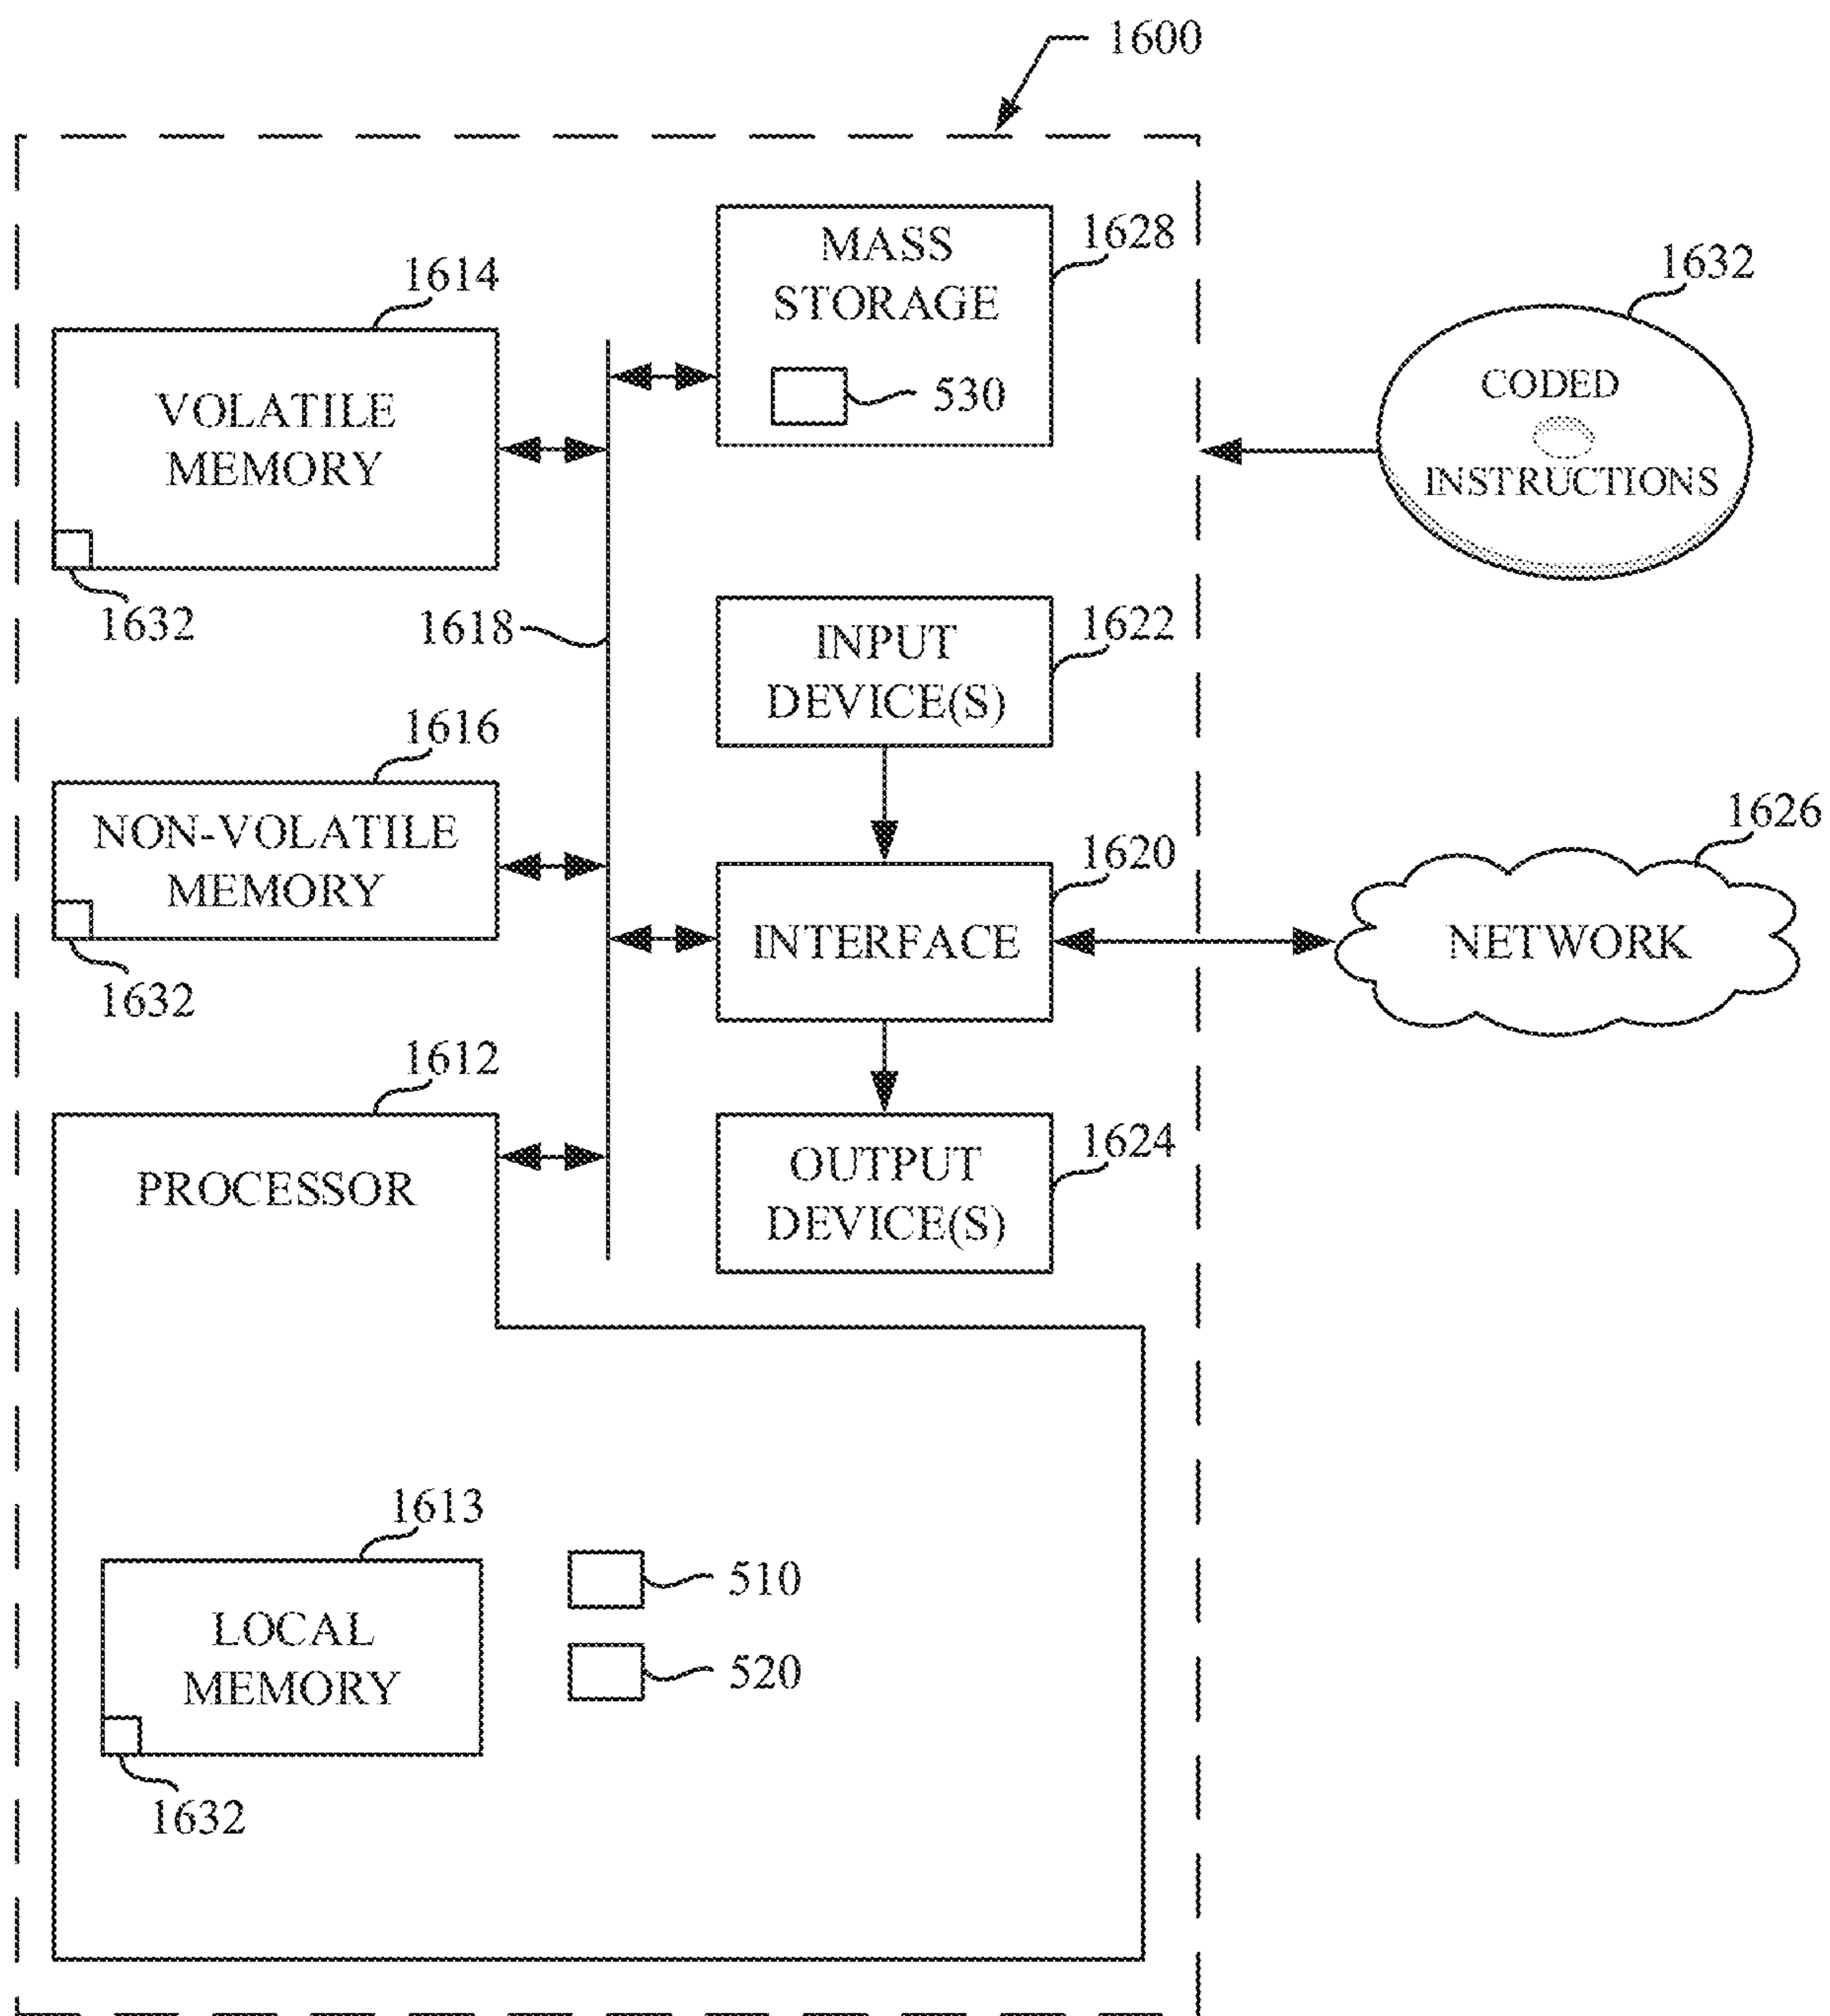 1600
MASS
STORAGE
1628
530
1614
VOLATILE
MEMORY
1632
1632
CODED
INSTRUCTIONS
1618
INPUT
DEVICE(S)
1622
1616
NON-VOLATILE
MEMORY
1632
INTERFACE
1620
1626
NETWORK
1612
PROCESSOR
OUTPUT
DEVICE(S)
1624
1613
LOCAL
MEMORY
1632
510
520